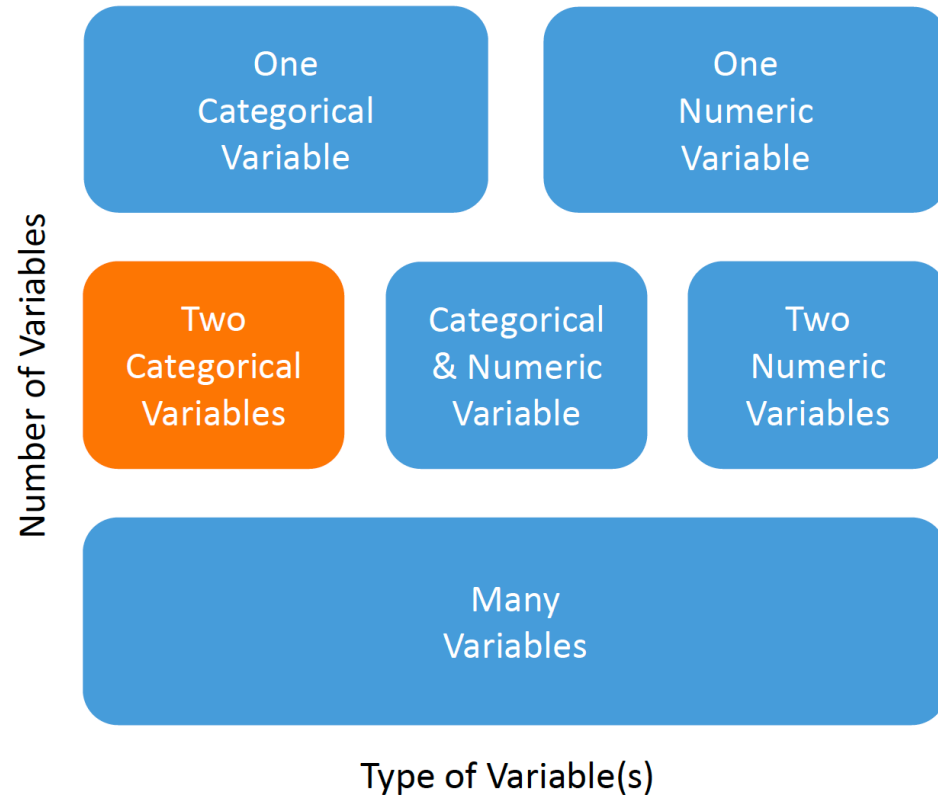 One
Categorical
Variable
One
Numeric
Variable
Number of Variables
Two
Categorical
Variables
Categorical
& Numeric
Variable
Two
Numeric
Variables
Many
Variables
Type of Variable(s)